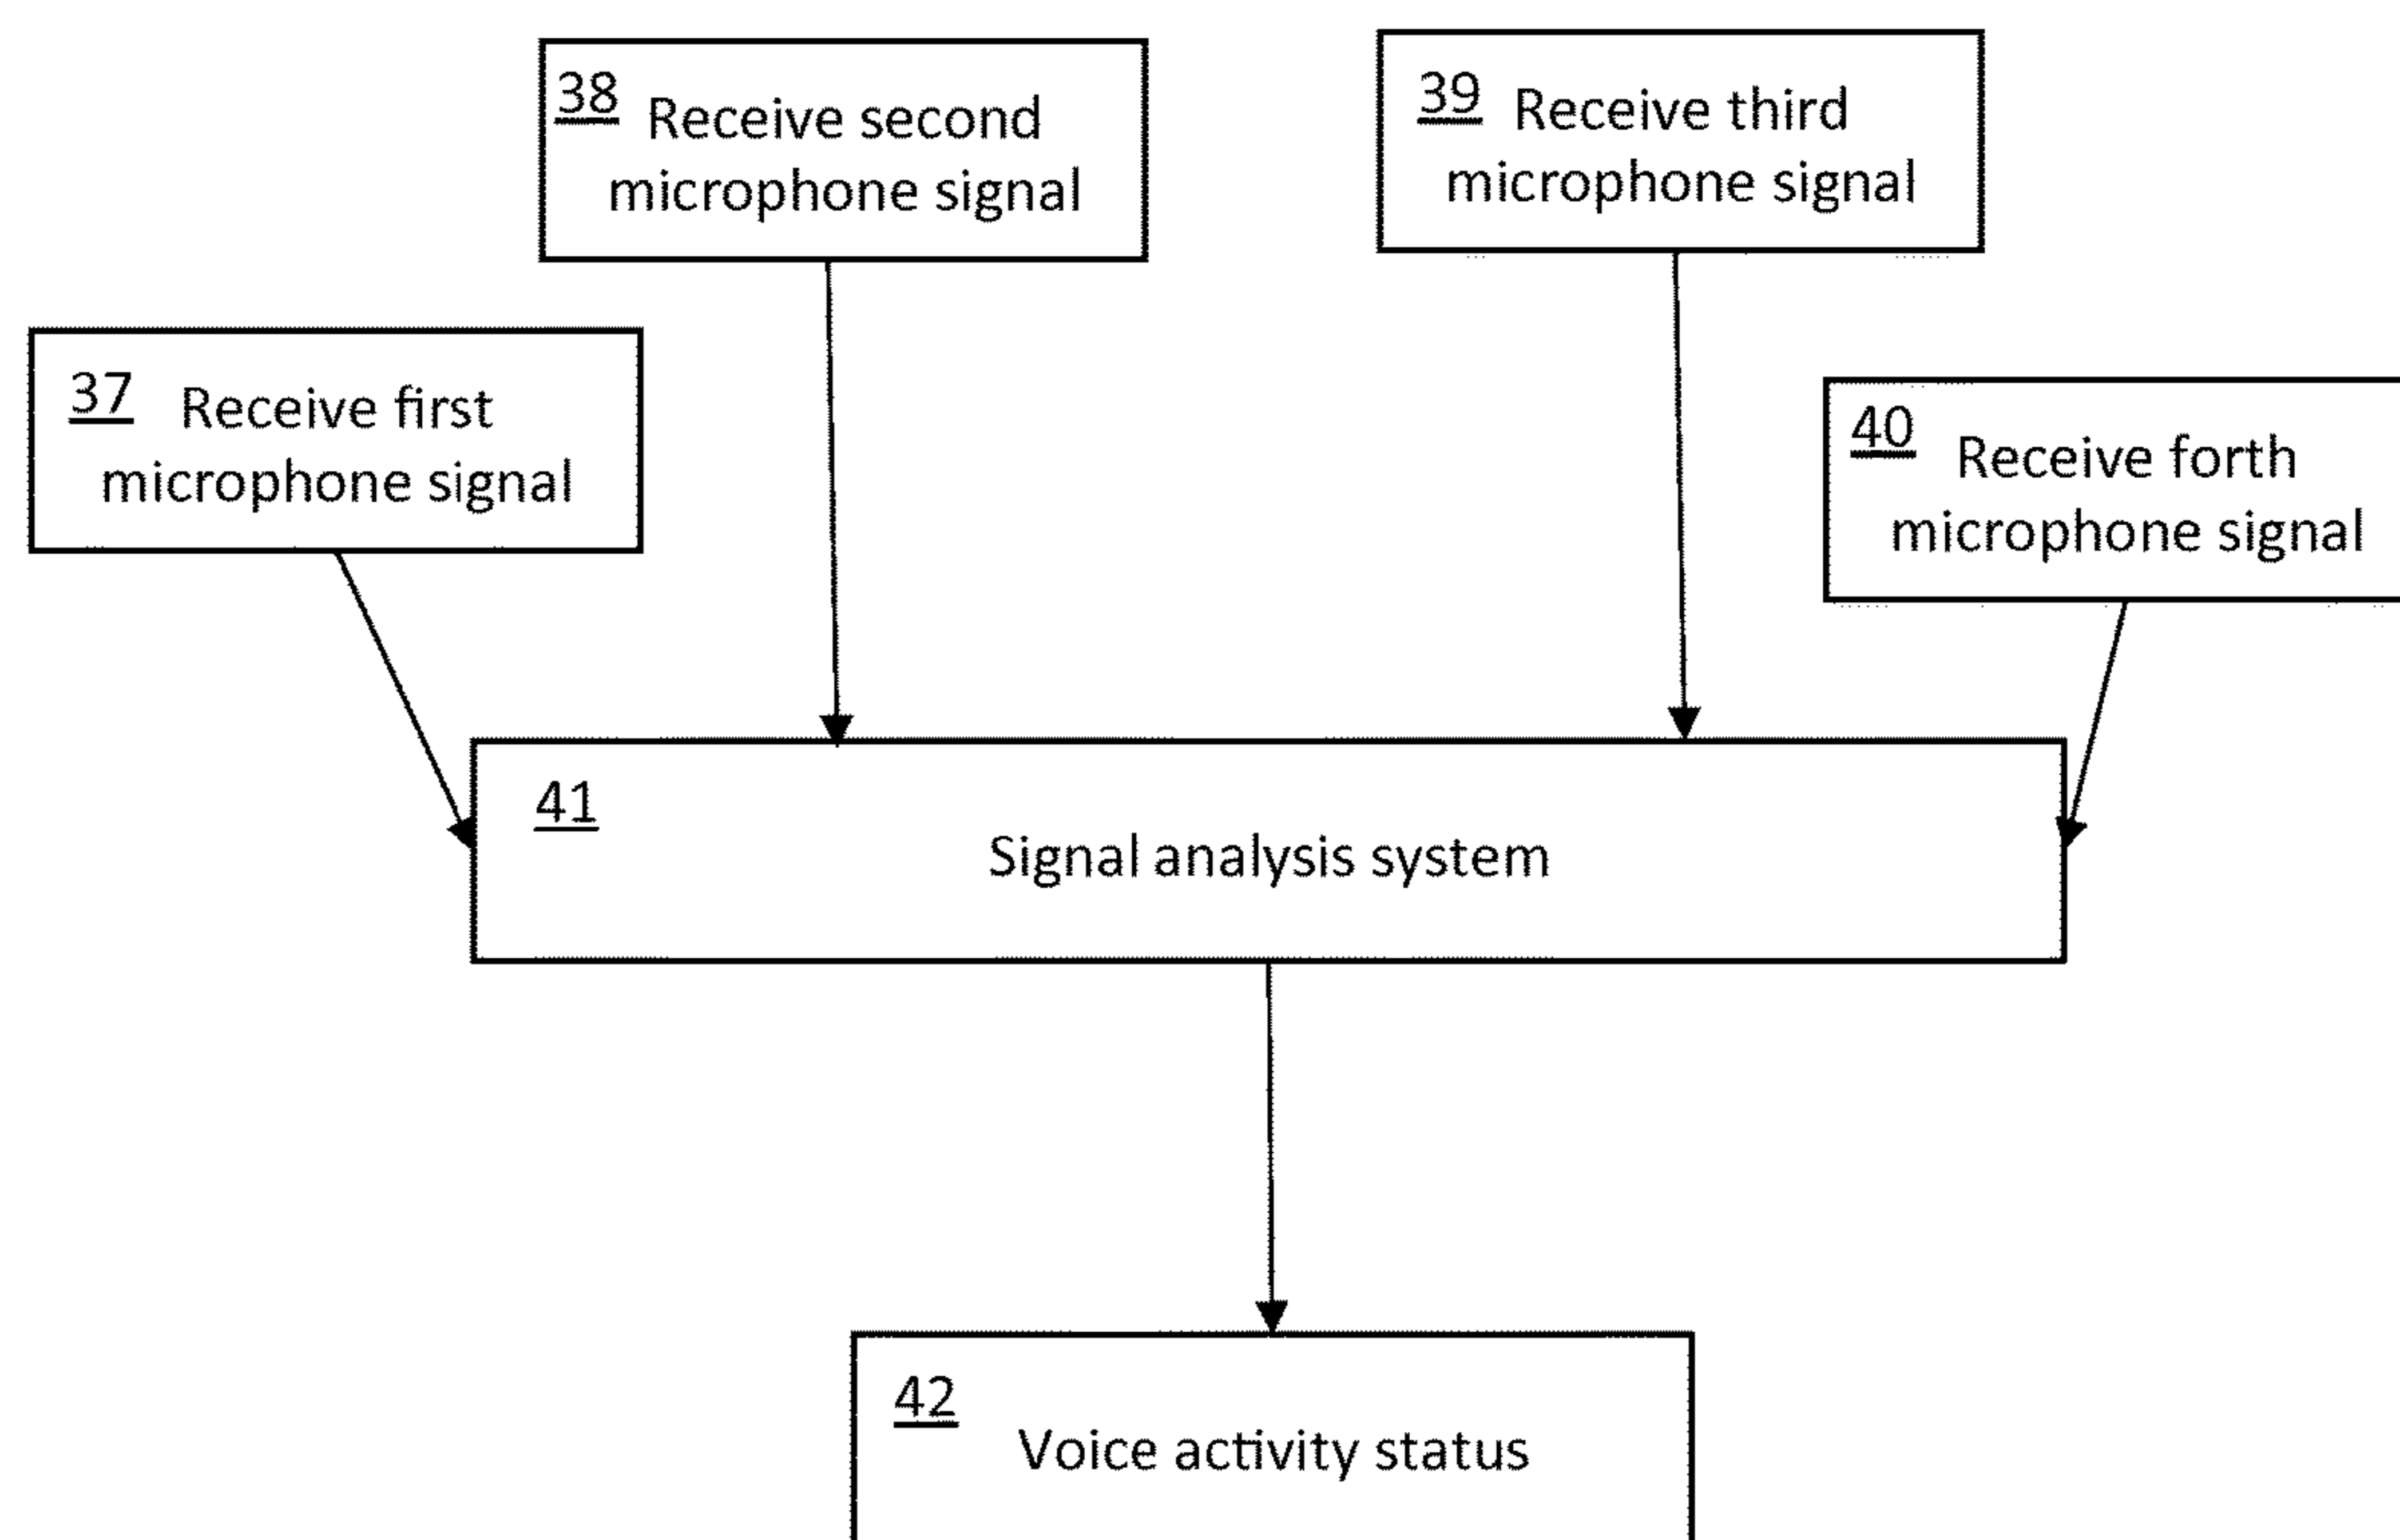 38 Receive second
microphone signal
39 Receive third
microphone signal
37 Receive first
microphone signal
40 Receive forth
microphone signal
41
Signal analysis system
42
Voice activity status